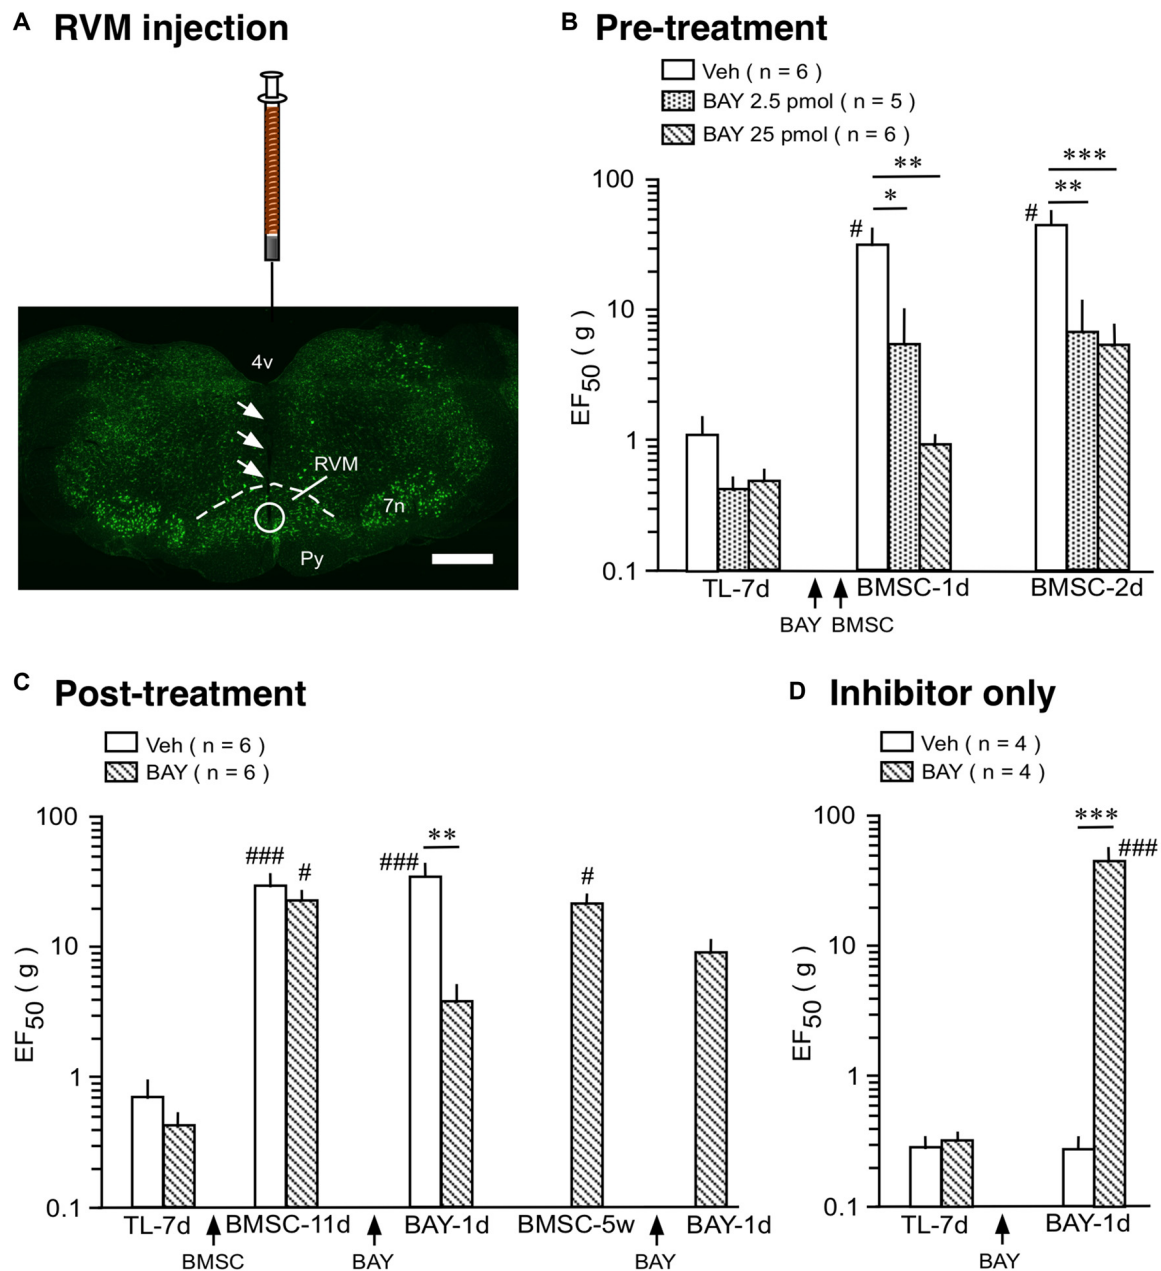 A RVM injection
4v
RVM
7n
Py
B Pre-treatment
Veh ( n = 6 )
BAY 2.5 pmol ( n = 5 )
BAY 25 pmol ( n = 6 )
EF50 ( g )
100
10
1
0.1
# * **
# ** ***
TL-7d BMSC-1d BMSC-2d
BAY BMSC
C Post-treatment
Veh ( n = 6 )
BAY ( n = 6 )
EF50 ( g )
100
10
1
0.1
### # ### ** #
TL-7d BMSC-11d BAY-1d BMSC-5w BAY-1d
BMSC BAY BAY
D Inhibitor only
Veh ( n = 4 )
BAY ( n = 4 )
EF50 ( g )
100
10
1
0.1
***
###
TL-7d BAY-1d
BAY